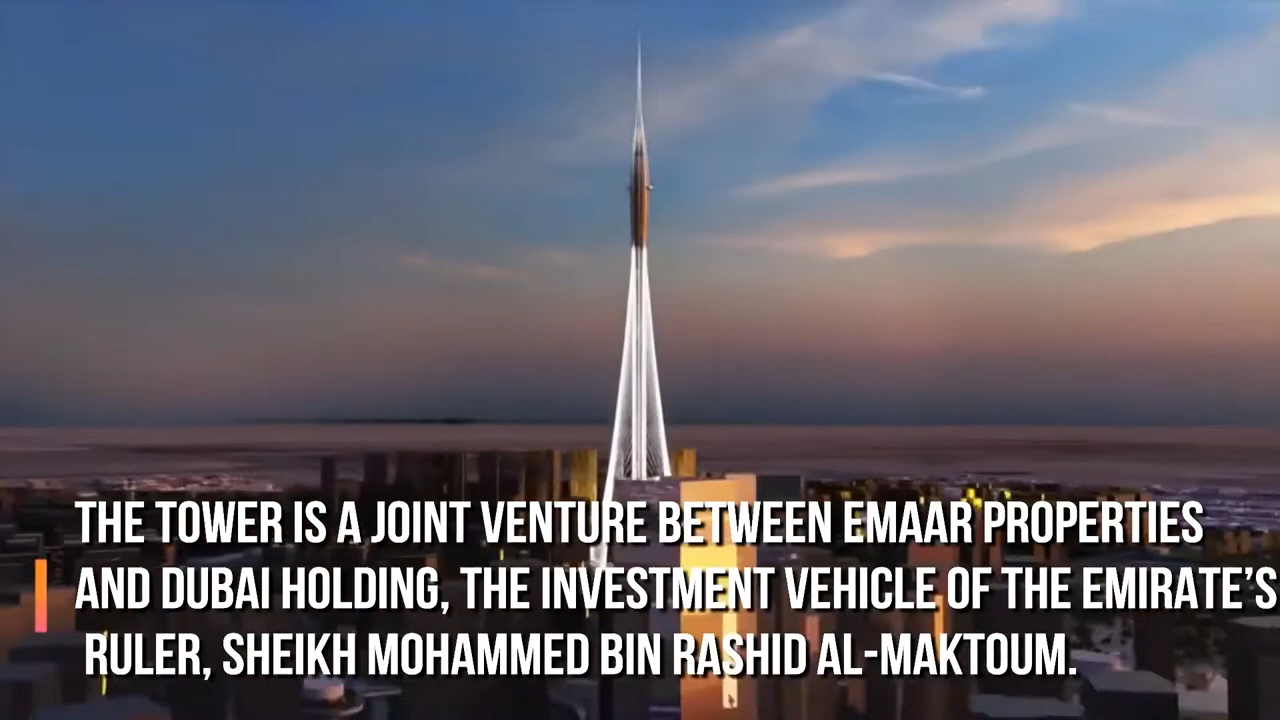 THE TOWER IS A JOINT VENTURE BETWEEN EMAAR PROPERTIES
AND DUBAI HOLDING, THE INVESTMENT VEHICLE OF THE EMIRATE'S
RULER, SHEIKH MOHAMMED BIN RASHID AL-MAKTOUM.